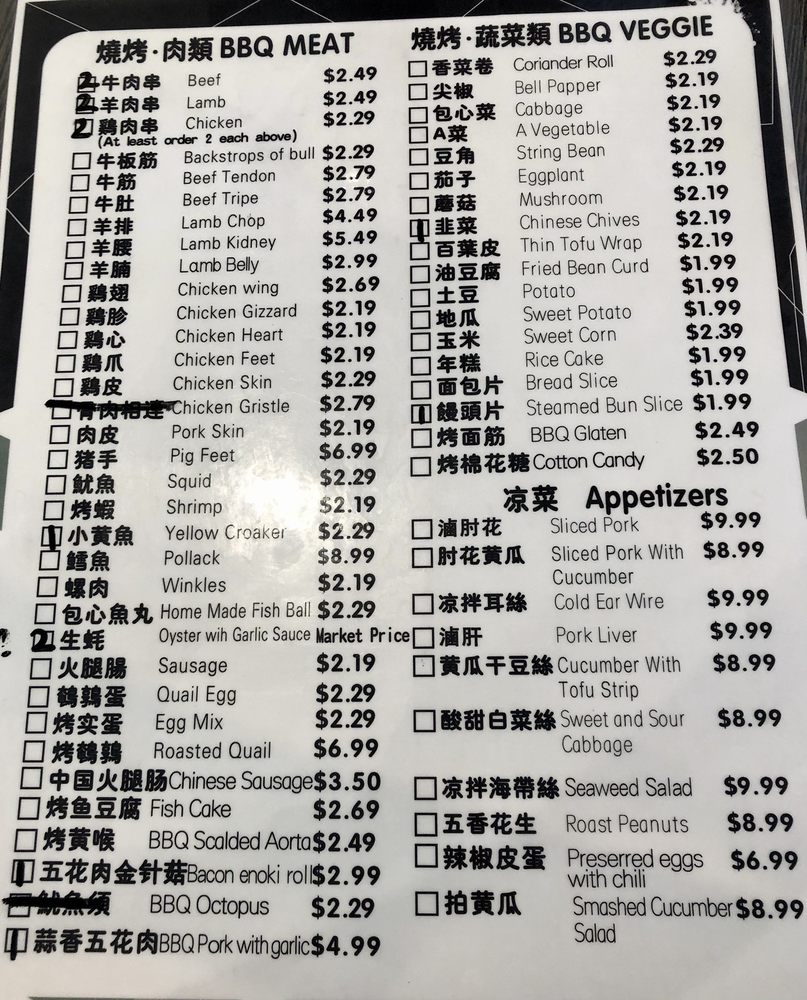 燒烤·肉類 BBQ MEAT
2 牛肉串 Beef $2.49
2 羊肉串 Lamb $2.49
2 鷄肉串 Chicken $2.29
(At least order 2 each above)
牛板筋 Backstrops of bull $2.29
牛筋 Beef Tendon $2.79
牛肚 Beef Tripe $2.79
羊排 Lamb Chop $4.49
羊腰 Lamb Kidney $5.49
羊腩 Lamb Belly $2.99
鷄翅 Chicken wing $2.69
鷄胗 Chicken Gizzard $2.19
鷄心 Chicken Heart $2.19
鷄爪 Chicken Feet $2.19
鷄皮 Chicken Skin $2.29
骨肉相連 Chicken Gristle $2.79
肉皮 Pork Skin $2.19
猪手 Pig Feet $6.99
魷魚 Squid $2.29
烤蝦 Shrimp $2.19
1 小黄魚 Yellow Croaker $2.29
鱈魚 Pollack $8.99
螺肉 Winkles $2.19
包心魚丸 Home Made Fish Ball $2.29
2 生蚝 Oyster wih Garlic Sauce Market Price
火腿腸 Sausage $2.19
鵪鶉蛋 Quail Egg $2.29
烤实蛋 Egg Mix $2.29
烤鵪鶉 Roasted Quail $6.99
中国火腿肠 Chinese Sausage $3.50
烤鱼豆腐 Fish Cake $2.69
烤黄喉 BBQ Scalded Aorta $2.49
1 五花肉金针菇 Bacon enoki roll $2.99
魷魚須 BBQ Octopus $2.29
1 蒜香五花肉 BBQ Pork with garlic $4.99
燒烤·蔬菜類 BBQ VEGGIE
香菜卷 Coriander Roll $2.29
尖椒 Bell Papper $2.19
包心菜 Cabbage $2.19
A菜 A Vegetable $2.19
豆角 String Bean $2.29
茄子 Eggplant $2.19
蘑菇 Mushroom $2.19
1 韭菜 Chinese Chives $2.19
百葉皮 Thin Tofu Wrap $2.19
油豆腐 Fried Bean Curd $1.99
土豆 Potato $1.99
地瓜 Sweet Potato $1.99
玉米 Sweet Corn $2.39
年糕 Rice Cake $1.99
面包片 Bread Slice $1.99
1 饅頭片 Steamed Bun Slice $1.99
烤面筋 BBQ Glaten $2.49
烤棉花糖 Cotton Candy $2.50
凉菜 Appetizers
滷肘花 Sliced Pork $9.99
肘花黄瓜 Sliced Pork With $8.99
Cucumber
凉拌耳絲 Cold Ear Wire $9.99
滷肝 Pork Liver $9.99
黄瓜干豆絲 Cucumber With $8.99
Tofu Strip
酸甜白菜絲 Sweet and Sour $8.99
Cabbage
凉拌海帶絲 Seaweed Salad $9.99
五香花生 Roast Peanuts $8.99
辣椒皮蛋 Preserred eggs $6.99
with chili
拍黄瓜 Smashed Cucumber $8.99
Salad